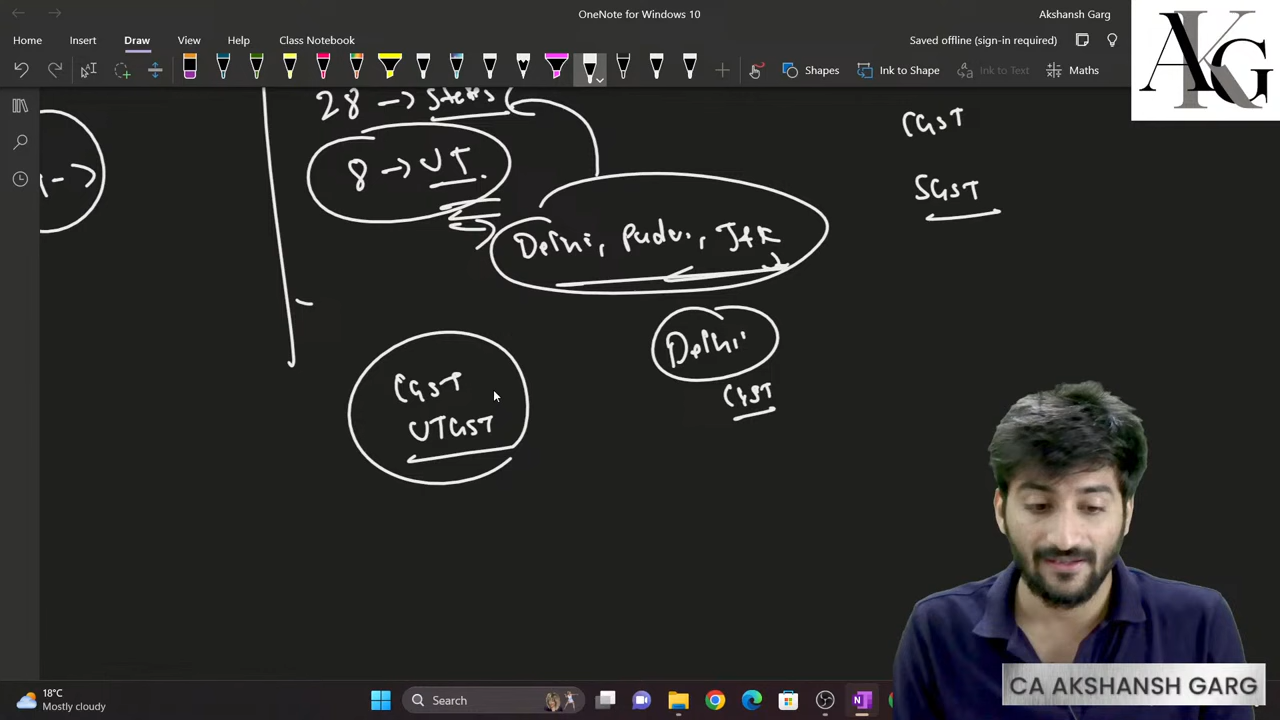 OneNote for Windows 10
Akshansh Garg
Home Insert Draw View Help Class Notebook
Saved offline (sign in required)
Shapes Ink to Shape Ink to Text Maths
AKG
28 → States
8 → UT.
Delhi, Pudu., J&K
CGST
SGST
CGST
UTGST
Delhi
CGST
CA AKSHANSH GARG
18°C
Mostly cloudy
Search